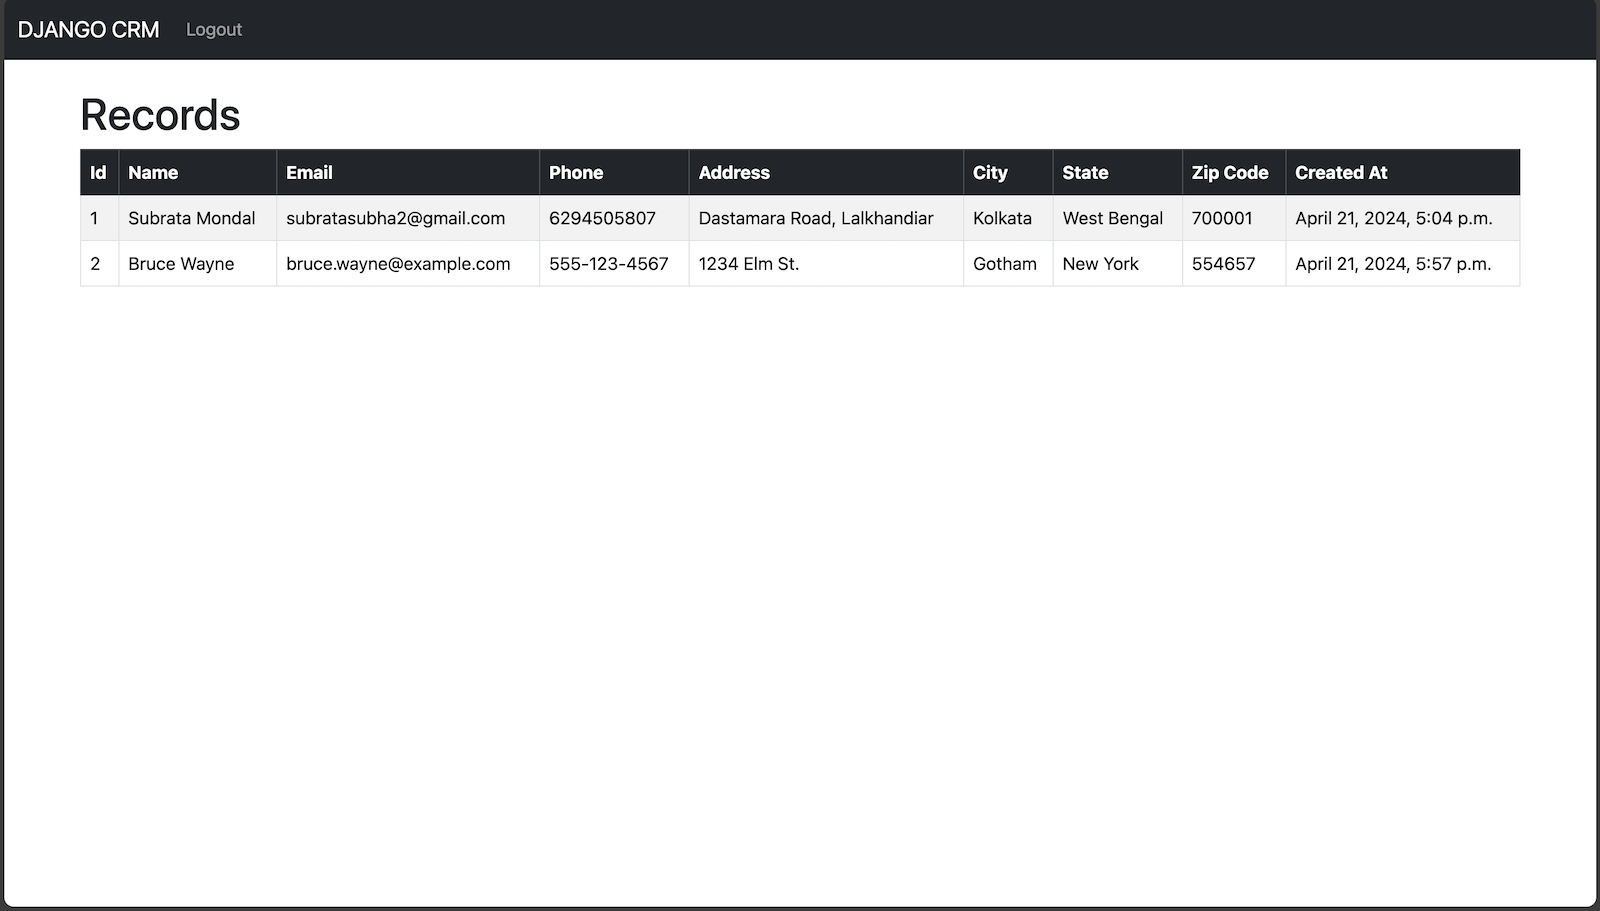 DJANGO CRM Logout
Records
Id Name Email Phone Address City State Zip Code Created At
1 Subrata Mondal subratasubha2@gmail.com 6294505807 Dastamara Road, Lalkhandiar Kolkata West Bengal 700001 April 21, 2024, 5:04 p.m.
2 Bruce Wayne bruce.wayne@example.com 555-123-4567 1234 Elm St. Gotham New York 554657 April 21, 2024, 5:57 p.m.